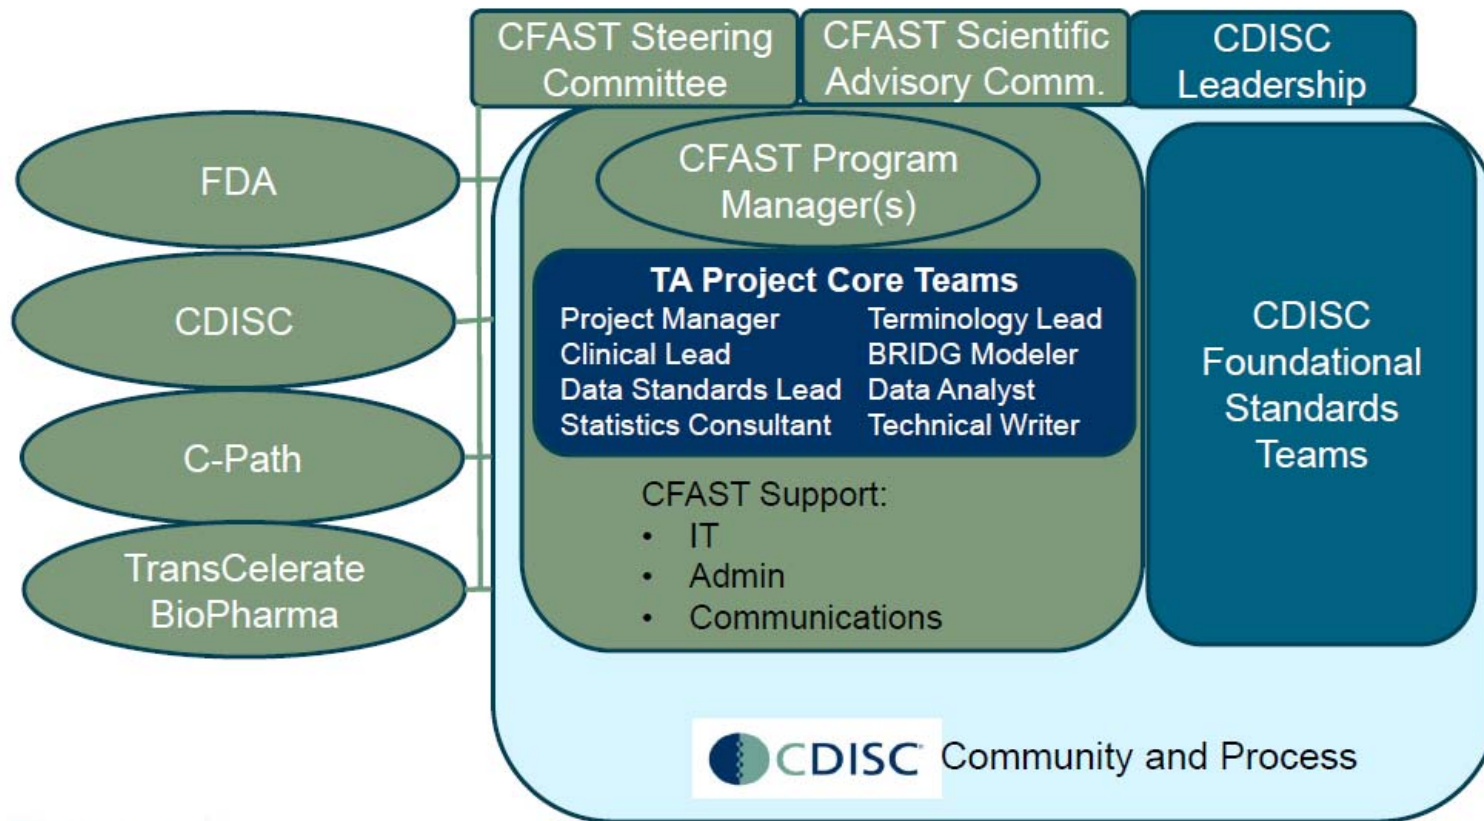 CFAST Steering
Committee
CFAST Scientific
Advisory Comm.
CDISC
Leadership
FDA
CDISC
C-Path
TransCelerate
BioPharma
CFAST Program
Manager(s)
TA Project Core Teams
Project Manager
Clinical Lead
Data Standards Lead
Statistics Consultant
Terminology Lead
BRIDG Modeler
Data Analyst
Technical Writer
CFAST Support:
• IT
• Admin
• Communications
CDISC
Foundational
Standards
Teams
CDISC Community and Process